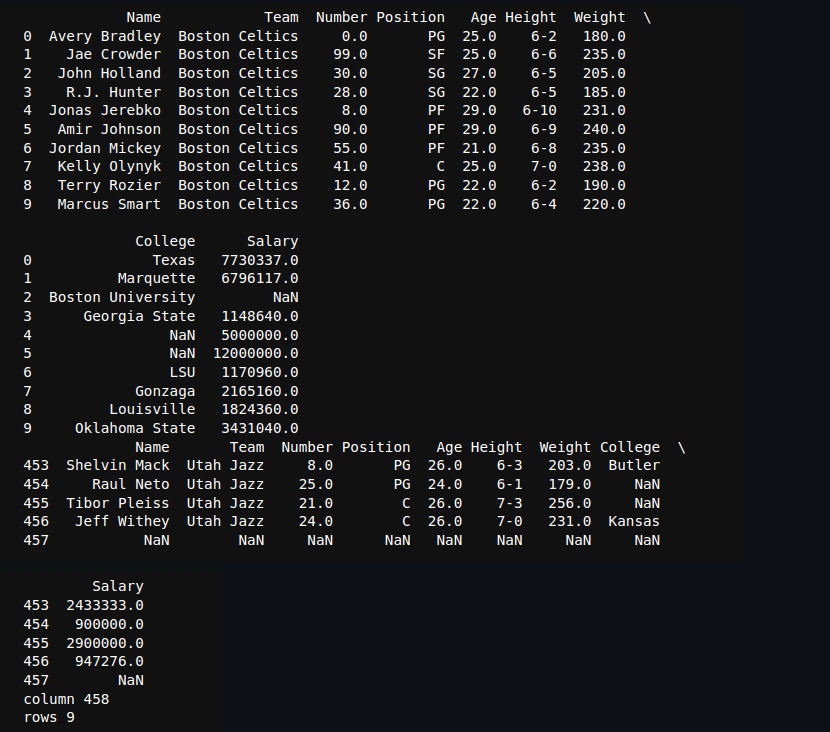 Name Team Number Position Age Height Weight \
0 Avery Bradley Boston Celtics 0.0 PG 25.0 6-2 180.0
1 Jae Crowder Boston Celtics 99.0 SF 25.0 6-6 235.0
2 John Holland Boston Celtics 30.0 SG 27.0 6-5 205.0
3 R.J. Hunter Boston Celtics 28.0 SG 22.0 6-5 185.0
4 Jonas Jerebko Boston Celtics 8.0 PF 29.0 6-10 231.0
5 Amir Johnson Boston Celtics 90.0 PF 29.0 6-9 240.0
6 Jordan Mickey Boston Celtics 55.0 PF 21.0 6-8 235.0
7 Kelly Olynyk Boston Celtics 41.0 C 25.0 7-0 238.0
8 Terry Rozier Boston Celtics 12.0 PG 22.0 6-2 190.0
9 Marcus Smart Boston Celtics 36.0 PG 22.0 6-4 220.0
College Salary
0 Texas 7730337.0
1 Marquette 6796117.0
2 Boston University NaN
3 Georgia State 1148640.0
4 NaN 5000000.0
5 NaN 12000000.0
6 LSU 1170960.0
7 Gonzaga 2165160.0
8 Louisville 1824360.0
9 Oklahoma State 3431040.0
Name Team Number Position Age Height Weight College \
453 Shelvin Mack Utah Jazz 8.0 PG 26.0 6-3 203.0 Butler
454 Raul Neto Utah Jazz 25.0 PG 24.0 6-1 179.0 NaN
455 Tibor Pleiss Utah Jazz 21.0 C 26.0 7-3 256.0 NaN
456 Jeff Withey Utah Jazz 24.0 C 26.0 7-0 231.0 Kansas
457 NaN NaN NaN NaN NaN NaN NaN NaN
Salary
453 2433333.0
454 900000.0
455 2900000.0
456 947276.0
457 NaN
column 458
rows 9